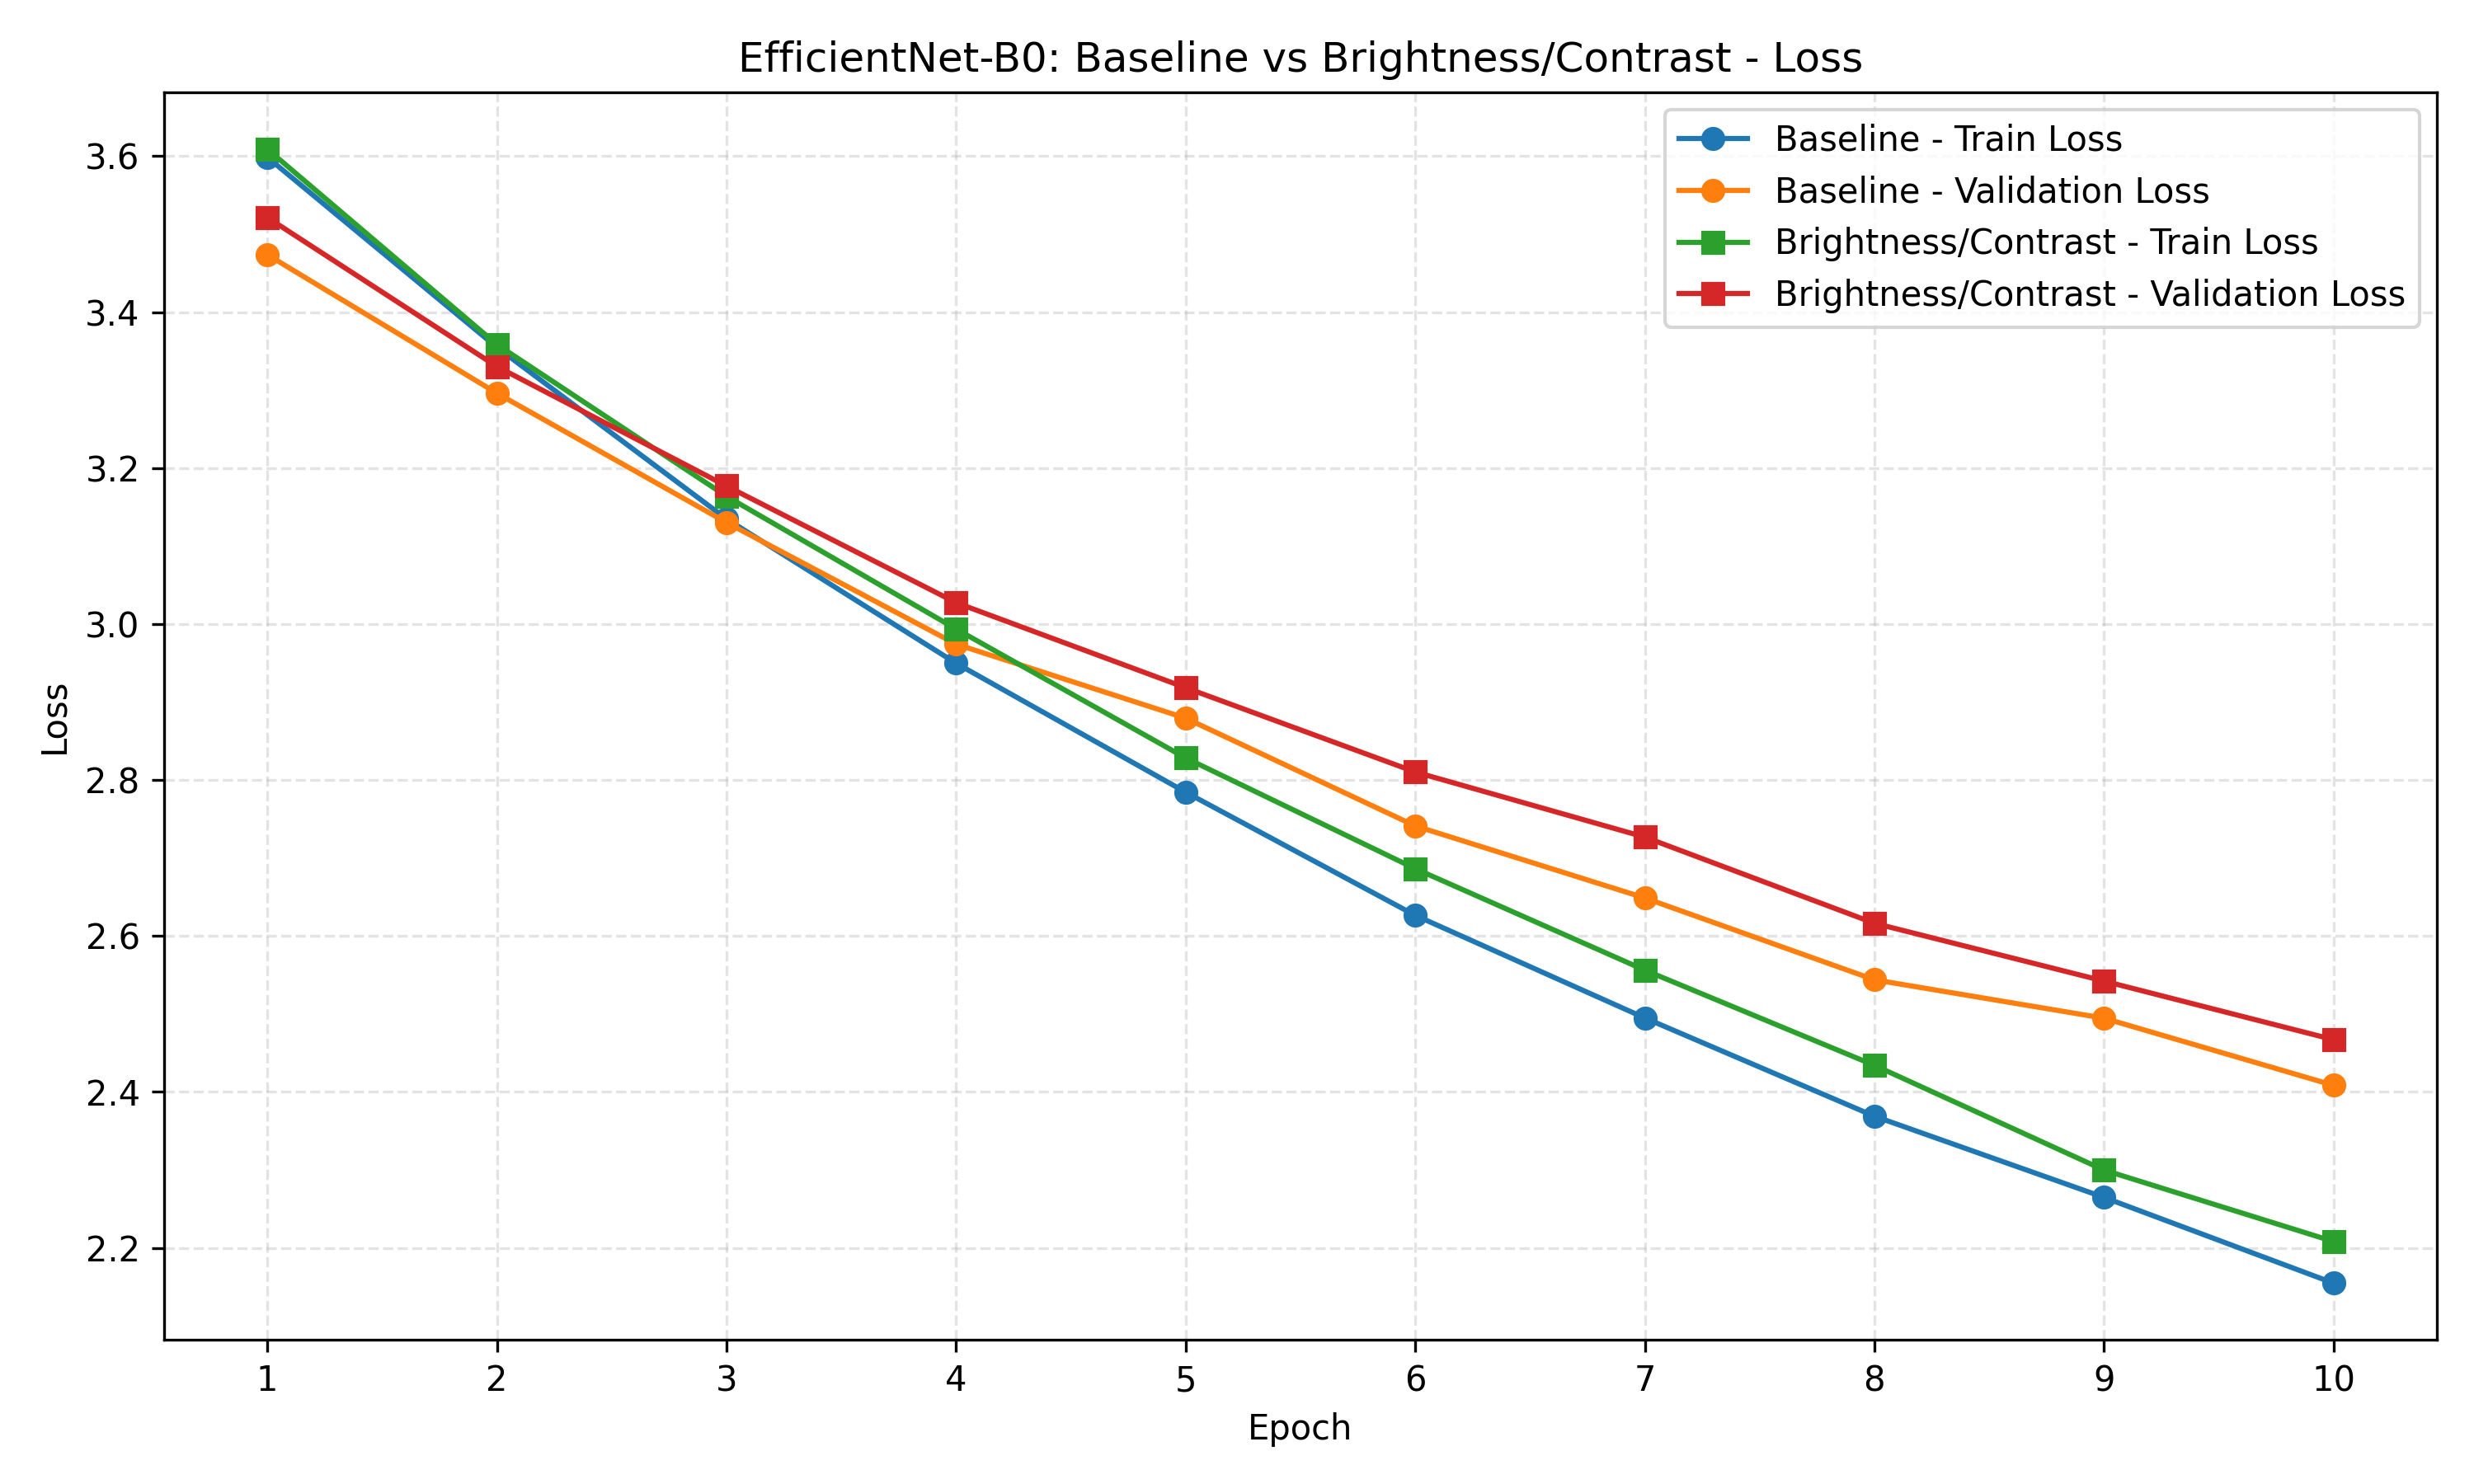 EfficientNet-B0: Baseline vs Brightness/Contrast - Loss
Baseline - Train Loss
Baseline - Validation Loss
Brightness/Contrast - Train Loss
Brightness/Contrast - Validation Loss
3.6
3.4
3.2
3.0
2.8
2.6
2.4
2.2
Loss
1 2 3 4 5 6 7 8 9 10
Epoch